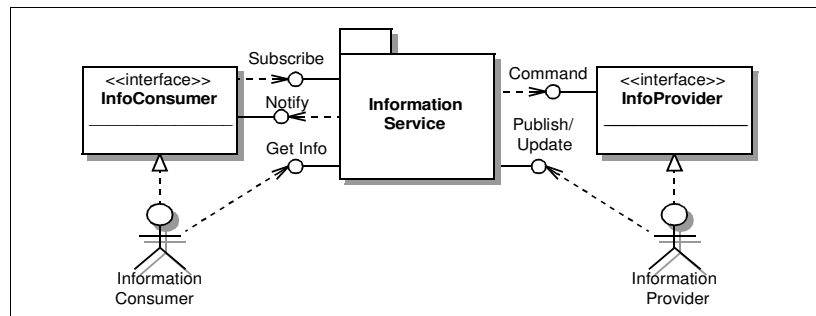 Subscribe
<<interface>>
InfoConsumer
Notify
Get Info
Information
Service
Command
<<interface>>
InfoProvider
Publish/
Update
Information
Consumer
Information
Provider